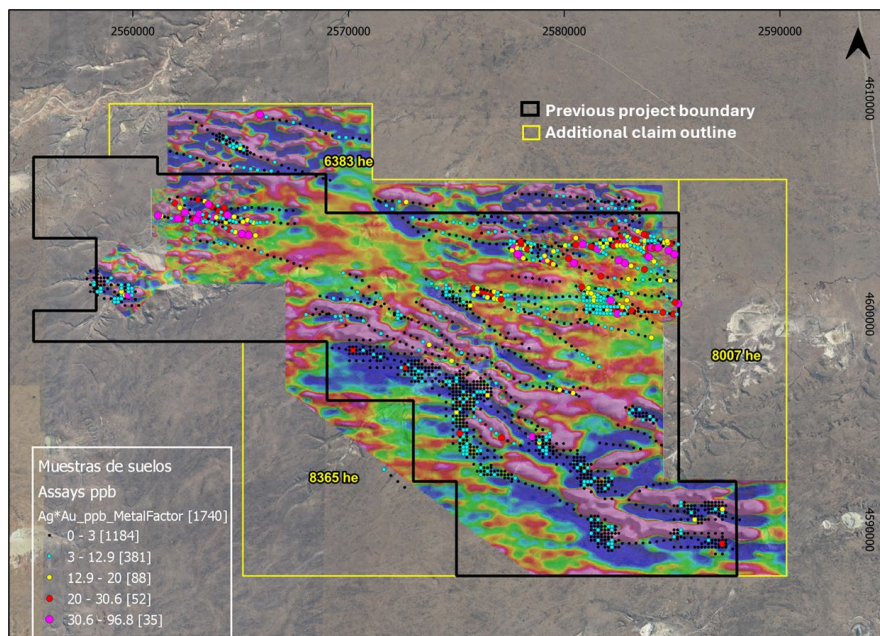 2560000
2570000
2580000
2590000
4610000
Previous project boundary
Additional claim outline
6383 he
4600000
8007 he
8365 he
4590000
Muestras de suelos
Assays ppb
Ag*Au_ppb_MetalFactor [1740]
0 - 3 [1184]
3 - 12.9 [381]
12.9 - 20 [88]
20 - 30.6 [52]
30.6 - 96.8 [35]